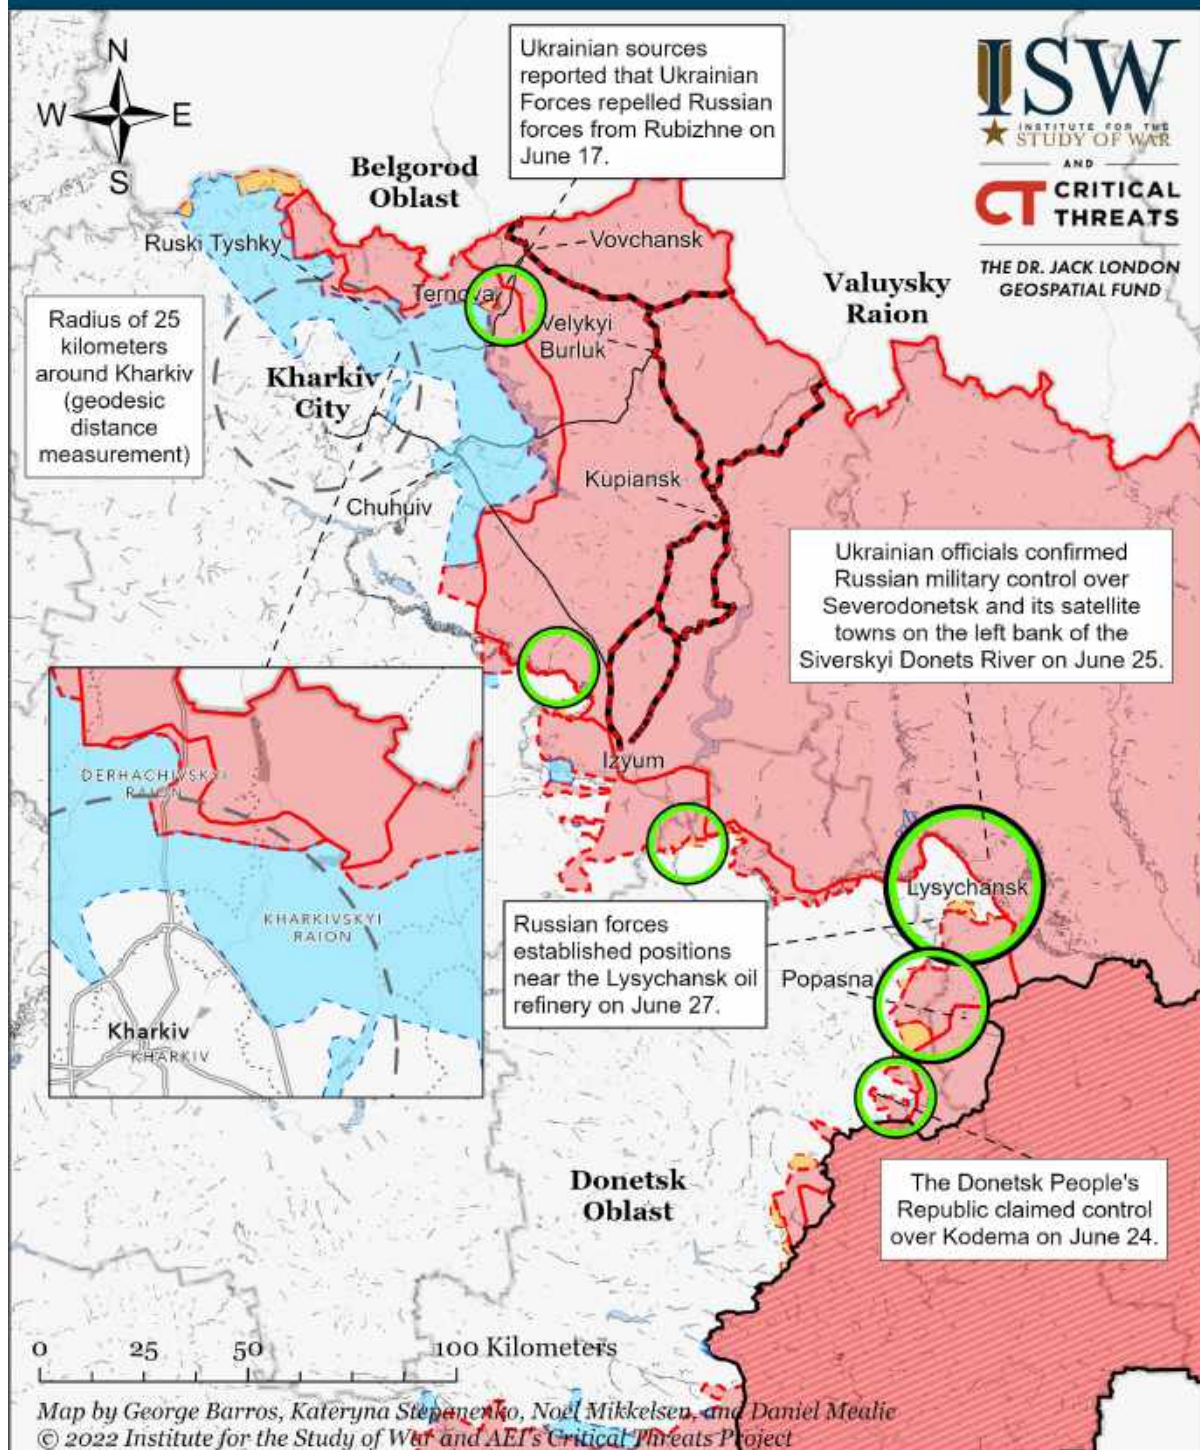 N
W
E
S
Ukrainian sources
reported that Ukrainian
Forces repelled Russian
forces from Rubizhne on
June 17.
ISW
INSTITUTE FOR THE
STUDY OF WAR
AND
CT CRITICAL
THREATS
THE DR. JACK LONDON
GEOSPATIAL FUND
Belgorod
Oblast
Ruski Tyshky
Vovchansk
Ternova
Valuysky
Raion
Radius of 25
kilometers
around Kharkiv
(geodesic
distance
measurement)
Velykyi
Burluk
Kharkiv
City
Kupiansk
Chuhuiv
Ukrainian officials confirmed
Russian military control over
Severodonetsk and its satellite
towns on the left bank of the
Siverskyi Donets River on June 25.
Izyum
DERHACHIVSKYI
RAION
KHARKIVSKYI
RAION
Kharkiv
KHARKIV
Lysychansk
Russian forces
established positions
near the Lysychansk oil
refinery on June 27.
Popasna
Donetsk
Oblast
The Donetsk People's
Republic claimed control
over Kodema on June 24.
0 25 50 100 Kilometers
Map by George Barros, Kateryna Stepanenko, Noel Mikkelsen, and Daniel Mealie
© 2022 Institute for the Study of War and AEI's Critical Threats Project